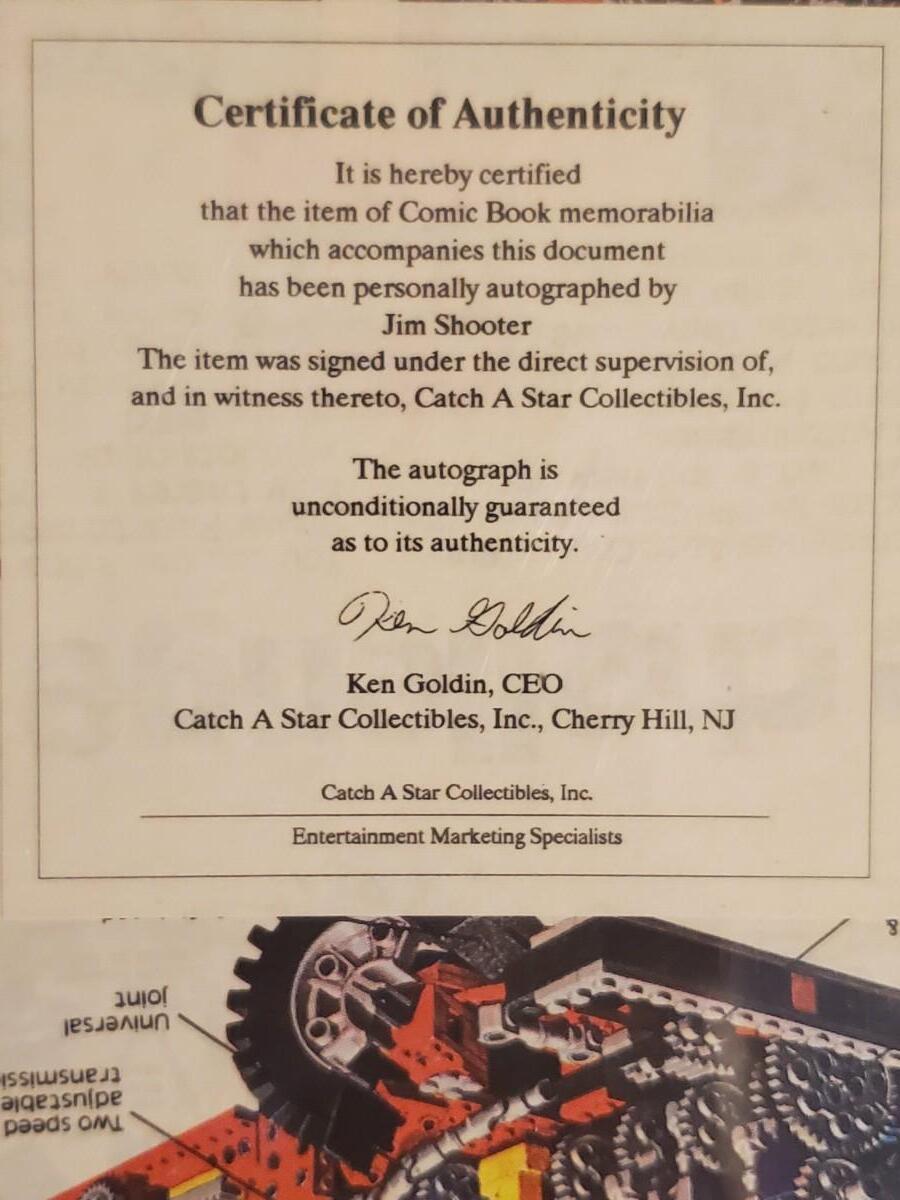 Certificate of Authenticity
It is hereby certified
that the item of Comic Book memorabilia
which accompanies this document
has been personally autographed by
Jim Shooter
The item was signed under the direct supervision of,
and in witness thereto, Catch A Star Collectibles, Inc.
The autograph is
unconditionally guaranteed
as to its authenticity.
Ken Goldin
Ken Goldin, CEO
Catch A Star Collectibles, Inc., Cherry Hill, NJ
Catch A Star Collectibles, Inc.
Entertainment Marketing Specialists
8
Universal
joint
Two speed
adjustable
transmissi